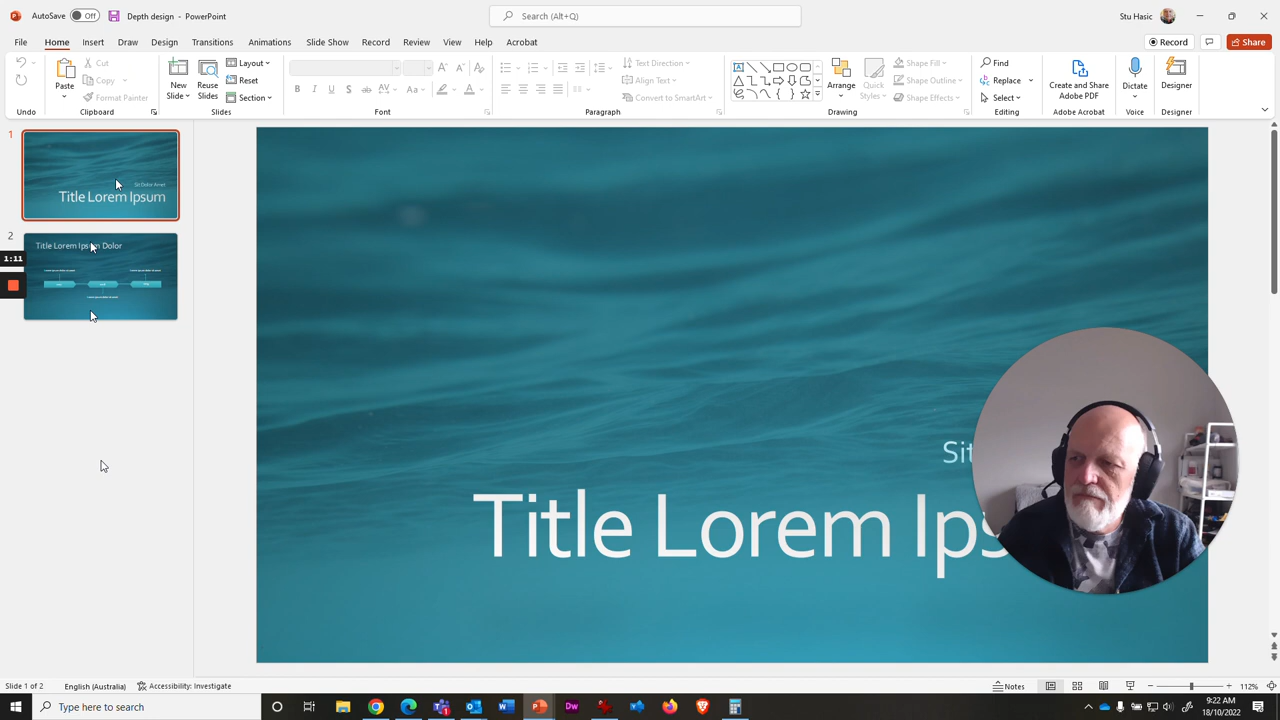 AutoSave Off Depth design - PowerPoint Search (Alt+Q) Stu Hasic
File Home Insert Draw Design Transitions Animations Slide Show Record Review View Help Acrobat Record Share
Paste Cut Copy Format Painter New Slide Reuse Slides Layout Reset Section
Text Direction Align Text Convert to SmartArt
Arrange Quick Styles Shape Fill Shape Outline Shape Effects
Find Replace Select Create and Share Adobe PDF Dictate Designer
Undo Clipboard Slides Font Paragraph Drawing Editing Adobe Acrobat Voice Designer
1
Sit Dolor Amet
Title Lorem Ipsum
2
Title Lorem Ipsum Dolor
1:11
Sit
Title Lorem Ips
Slide 1 of 2 English (Australia) Accessibility: Investigate Notes 112%
Type here to search
9:22 AM
18/10/2022